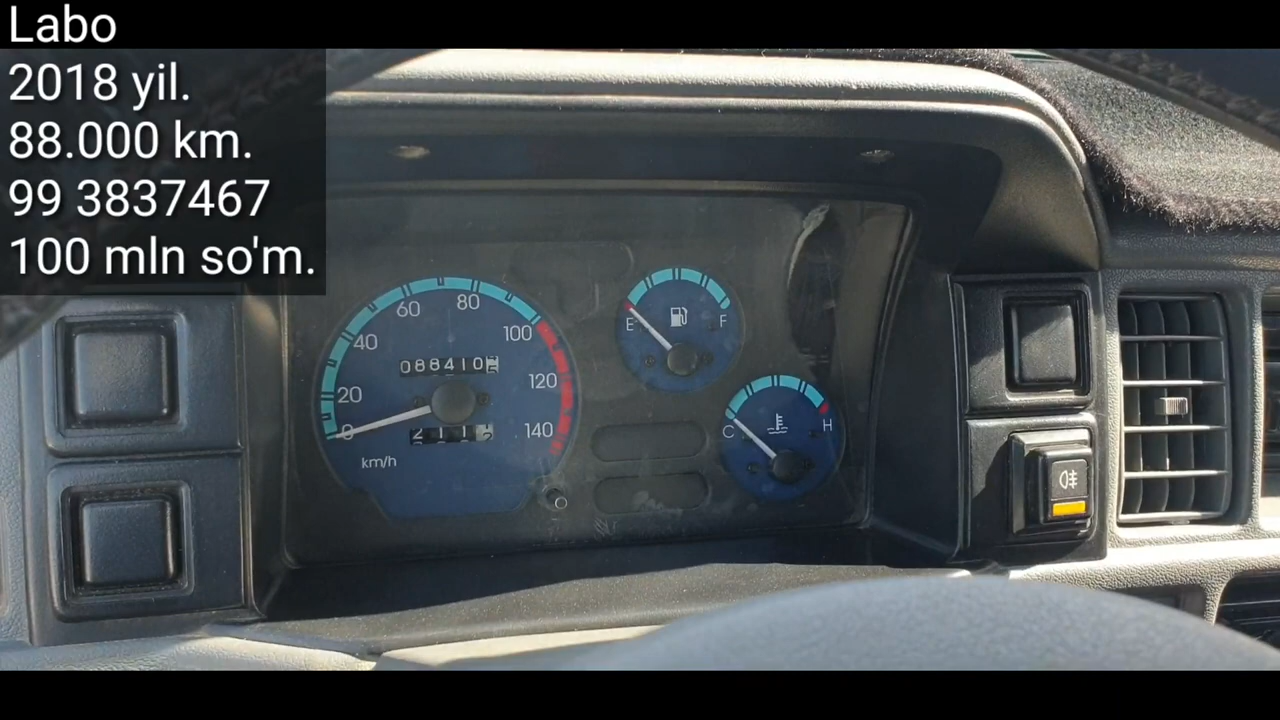 Labo
2018 yil.
88.000 km.
99 3837467
100 mln so'm.
60 80
40 100
20 120
0 140
088410
211
km/h
E F
C H